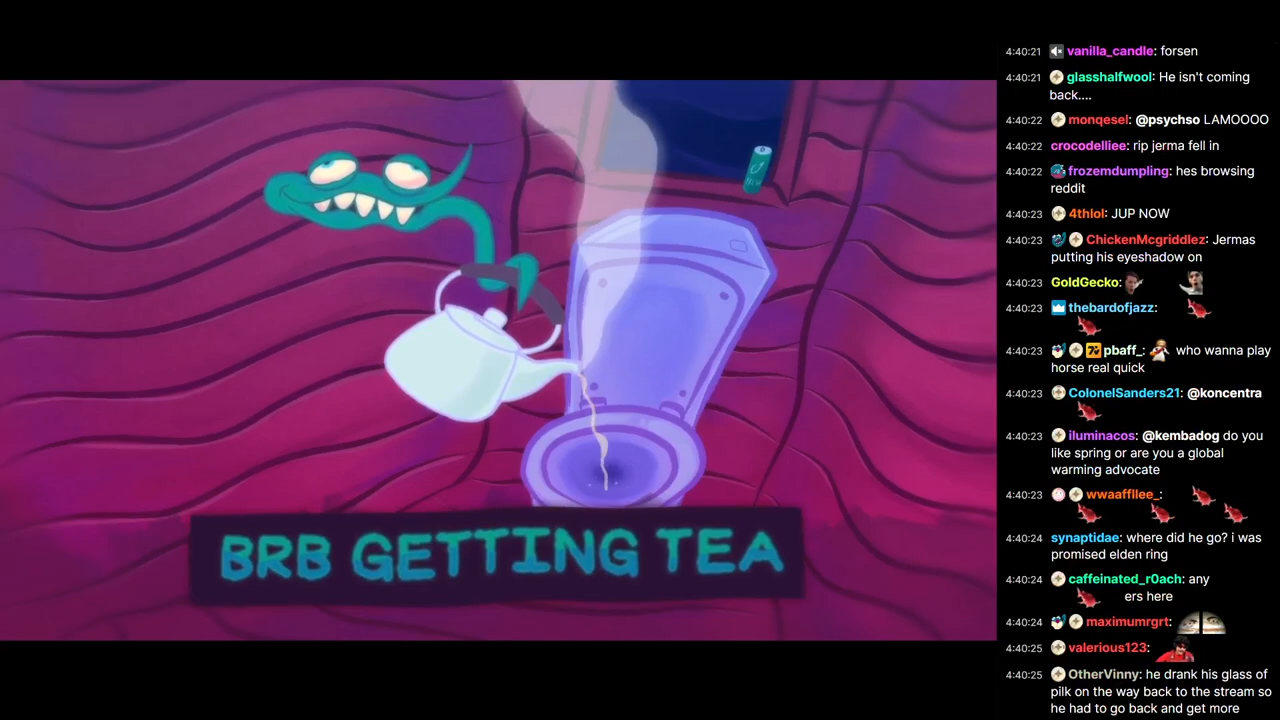 BRB GETTING TEA
4:40:21 vanilla_candle: forsen
4:40:21 glasshalfwool: He isn't coming
back....
4:40:22 monqesel: @psychso LAMOOOO
4:40:22 crocodelliee: rip jerma fell in
4:40:22 frozemdumpling: hes browsing
reddit
4:40:23 4thlol: JUP NOW
4:40:23 ChickenMcgriddlez: Jermas
putting his eyeshadow on
4:40:23 GoldGecko:
4:40:23 thebardofjazz:
4:40:23 pbaff_: who wanna play
horse real quick
4:40:23 ColonelSanders21: @koncentra
4:40:23 iluminacos: @kembadog do you
like spring or are you a global
warming advocate
4:40:23 wwaaffllee_:
4:40:24 synaptidae: where did he go? i was
promised elden ring
4:40:24 caffeinated_r0ach: any
ers here
4:40:24 maximumrgrt:
4:40:25 valerious123:
4:40:25 OtherVinny: he drank his glass of
pilk on the way back to the stream so
he had to go back and get more